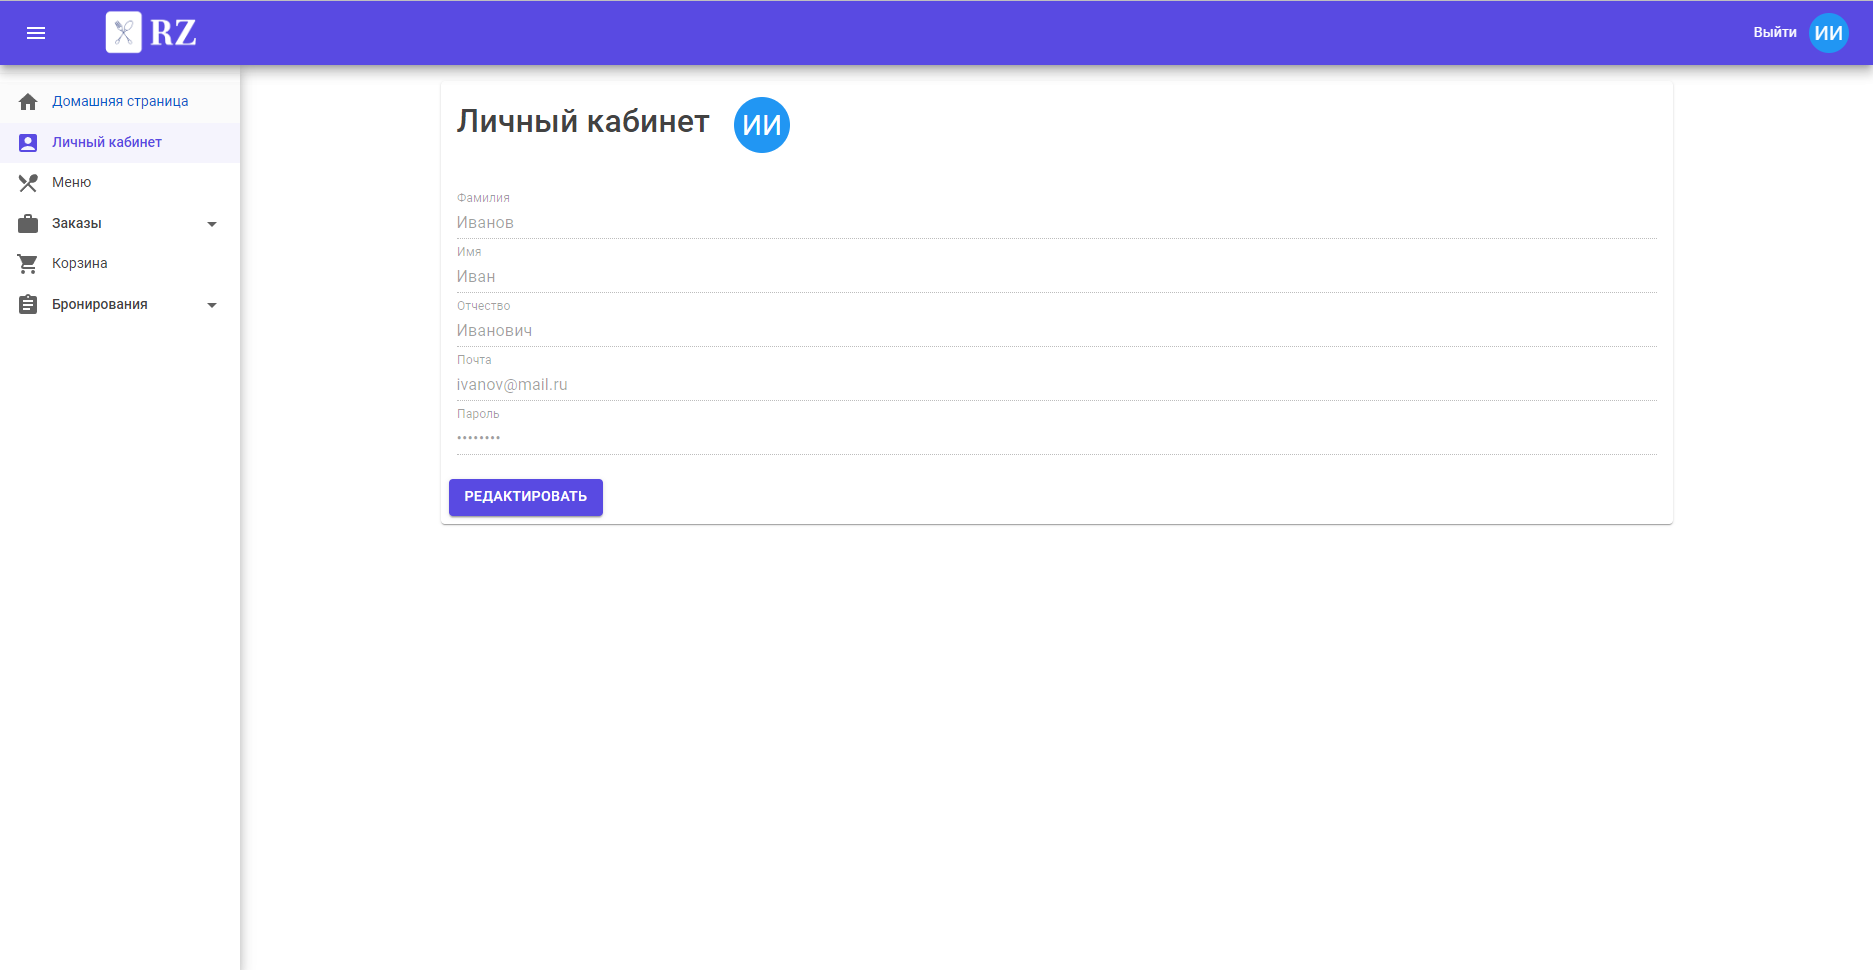 RZ
Выйти ИИ
Домашняя страница
Личный кабинет
Меню
Заказы
Корзина
Бронирования
Личный кабинет ИИ
Фамилия
Иванов
Имя
Иван
Отчество
Иванович
Почта
ivanov@mail.ru
Пароль
••••••••
РЕДАКТИРОВАТЬ